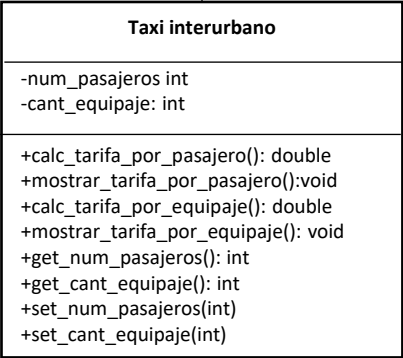 Taxi interurbano
-num_pasajeros int
-cant_equipaje: int
+calc_tarifa_por_pasajero(): double
+mostrar_tarifa_por_pasajero():void
+calc_tarifa_por_equipaje(): double
+mostrar_tarifa_por_equipaje(): void
+get_num_pasajeros(): int
+get_cant_equipaje(): int
+set_num_pasajeros(int)
+set_cant_equipaje(int)